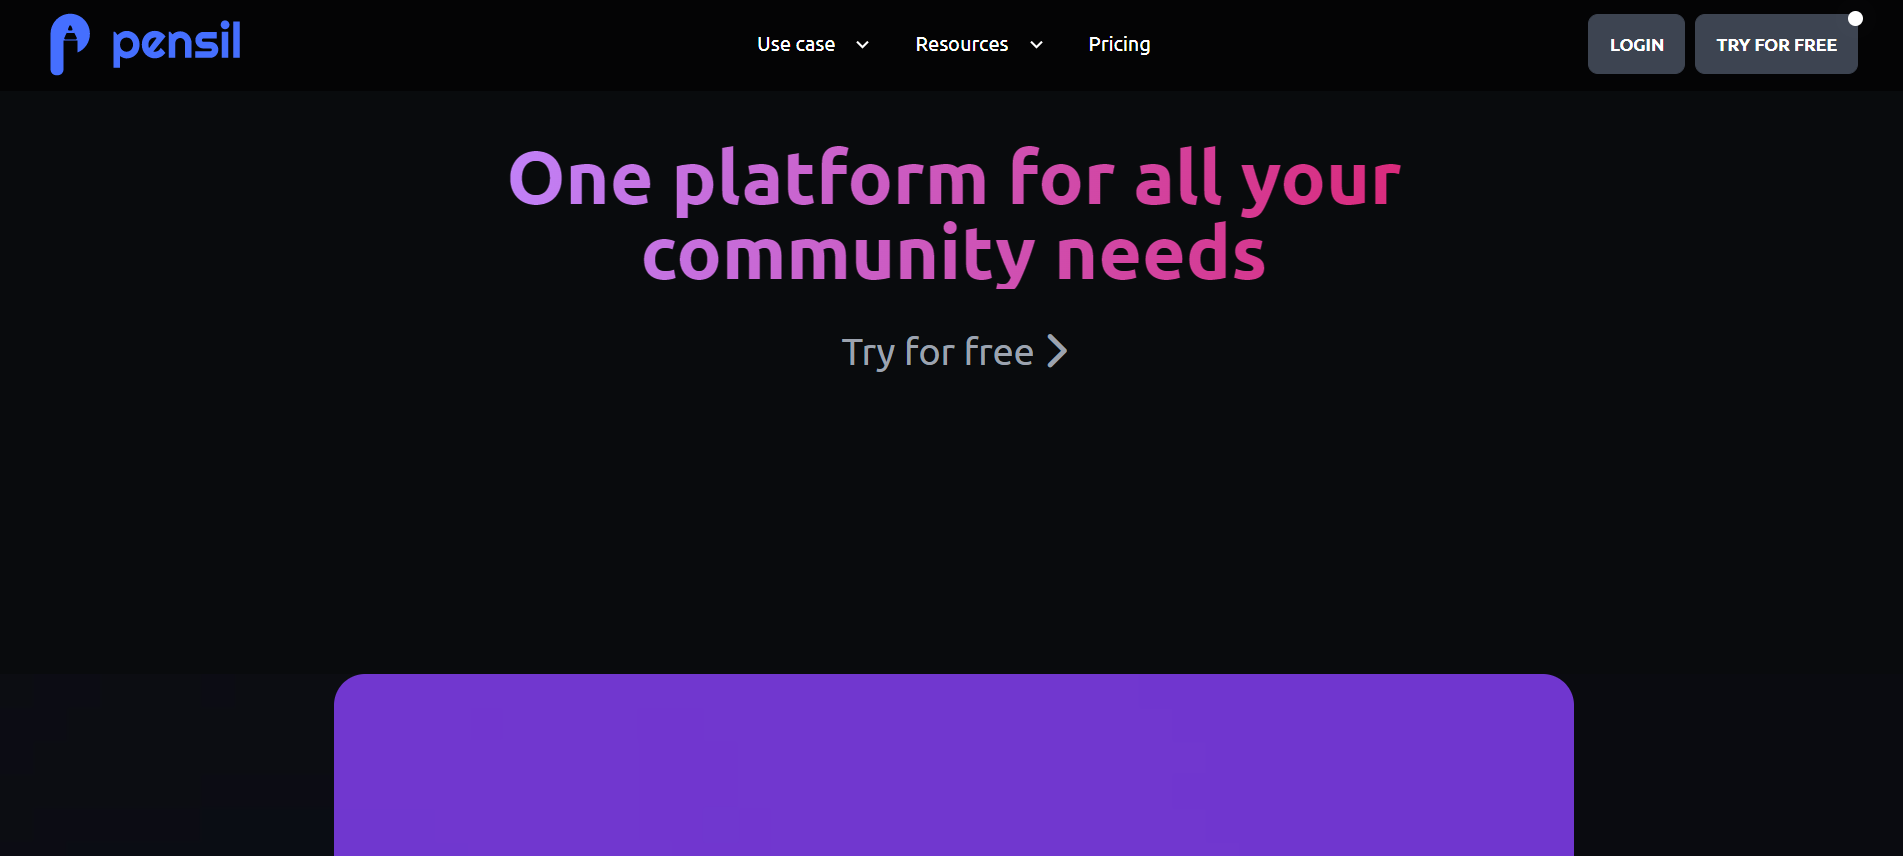 pensil
Use case
Resources
Pricing
LOGIN
TRY FOR FREE
One platform for all your
community needs
Try for free